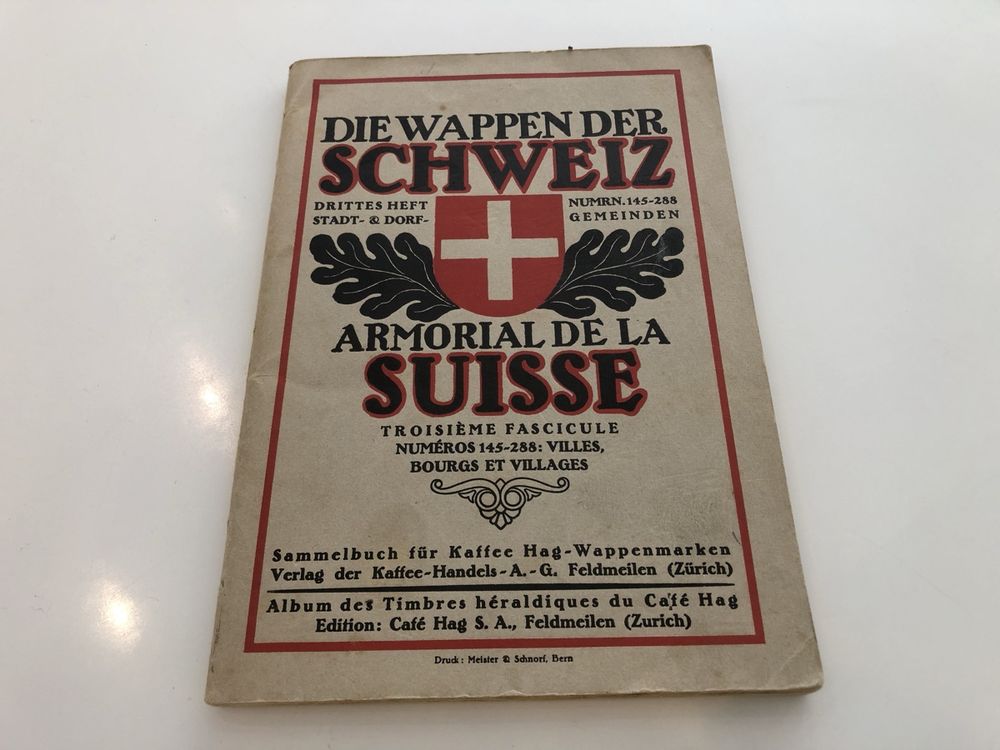 DIE WAPPEN DER
SCHWEIZ
DRITTES HEFT NUMRN. 145-288
STADT- & DORF- GEMEINDEN
ARMORIAL DE LA
SUISSE
TROISIÈME FASCICULE
NUMÉROS 145-288: VILLES,
BOURGS ET VILLAGES
Sammelbuch für Kaffee Hag-Wappenmarken
Verlag der Kaffee-Handels-A.-G. Feldmeilen (Zürich)
Album des Timbres héraldiques du Café Hag
Edition: Café Hag S. A., Feldmeilen (Zurich)
Druck: Meister & Schnorf, Bern